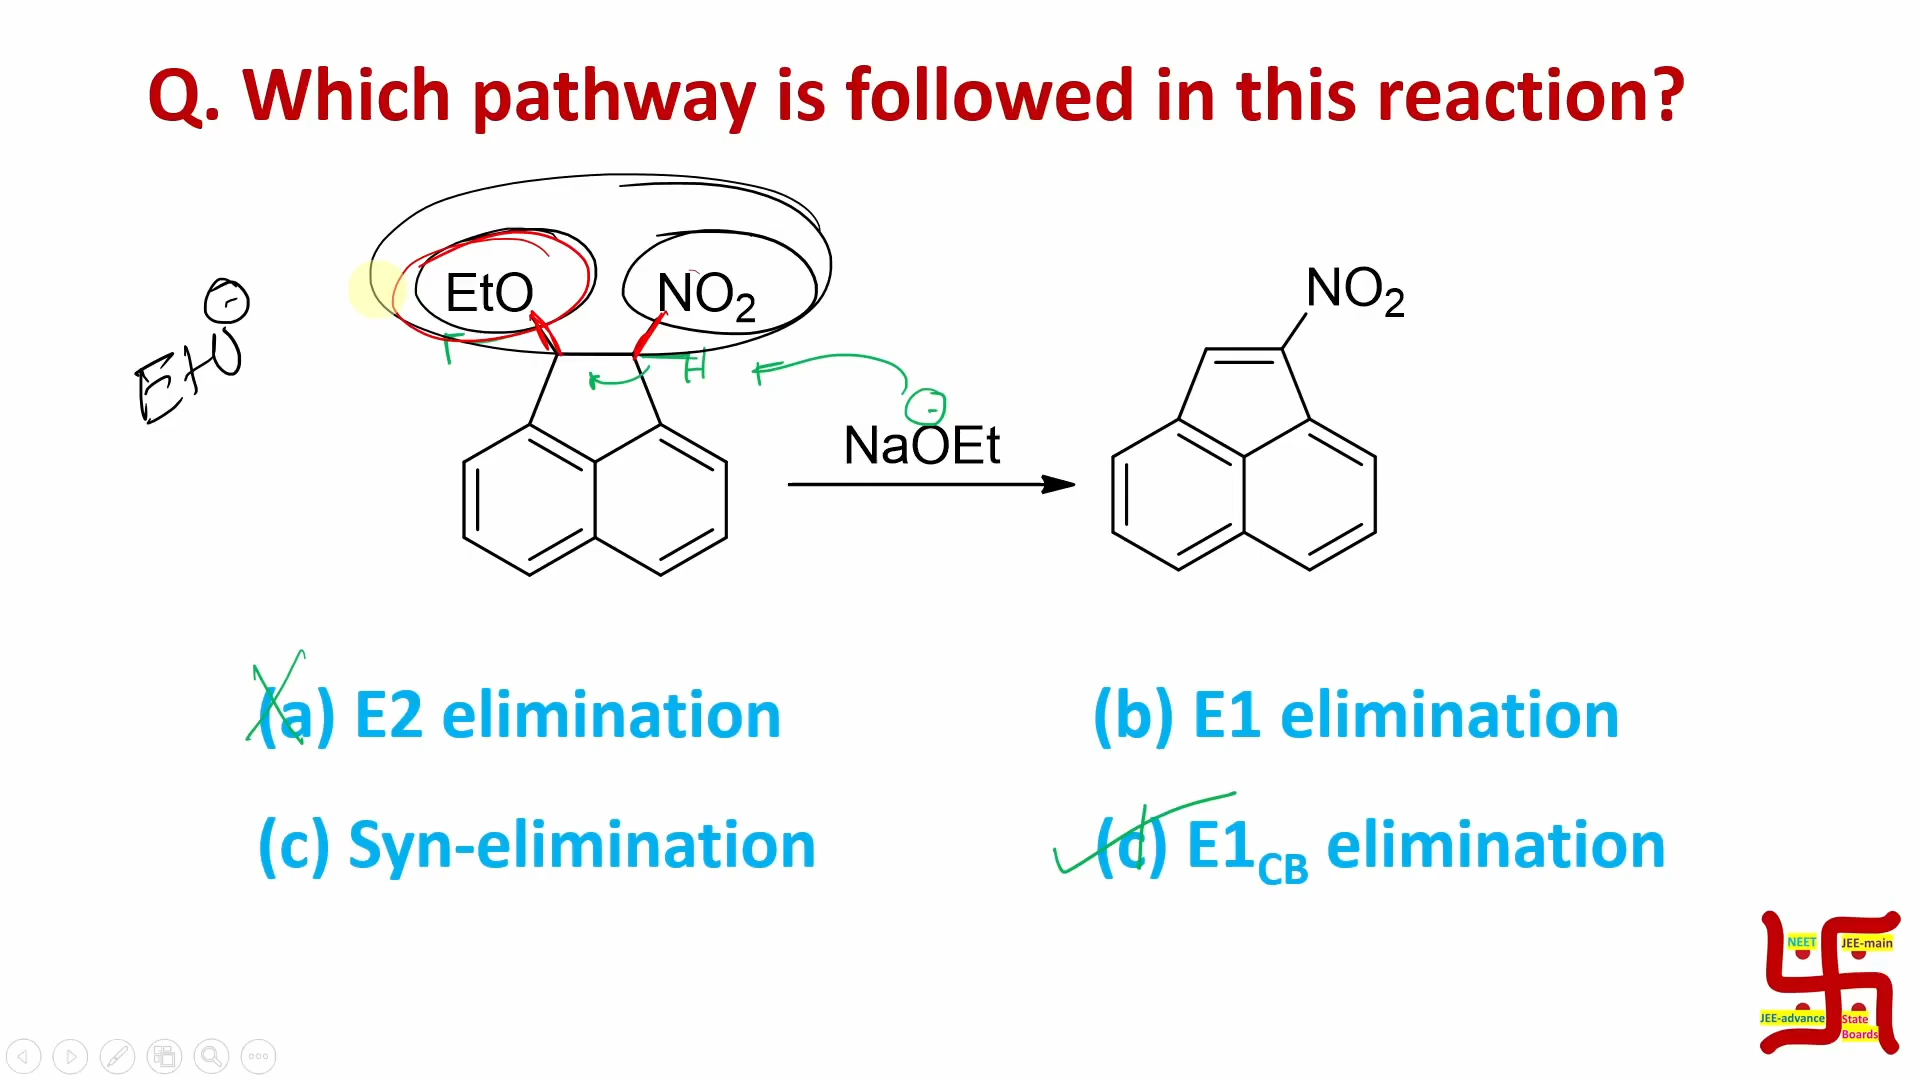 Q. Which pathway is followed in this reaction?
EtO NO₂
NO₂
EtO⊖
H
⊖
NaOEt
(a) E2 elimination
(b) E1 elimination
(c) Syn-elimination
(d) E1CB elimination
NEET
JEE-main
JEE-advance
State
Boards